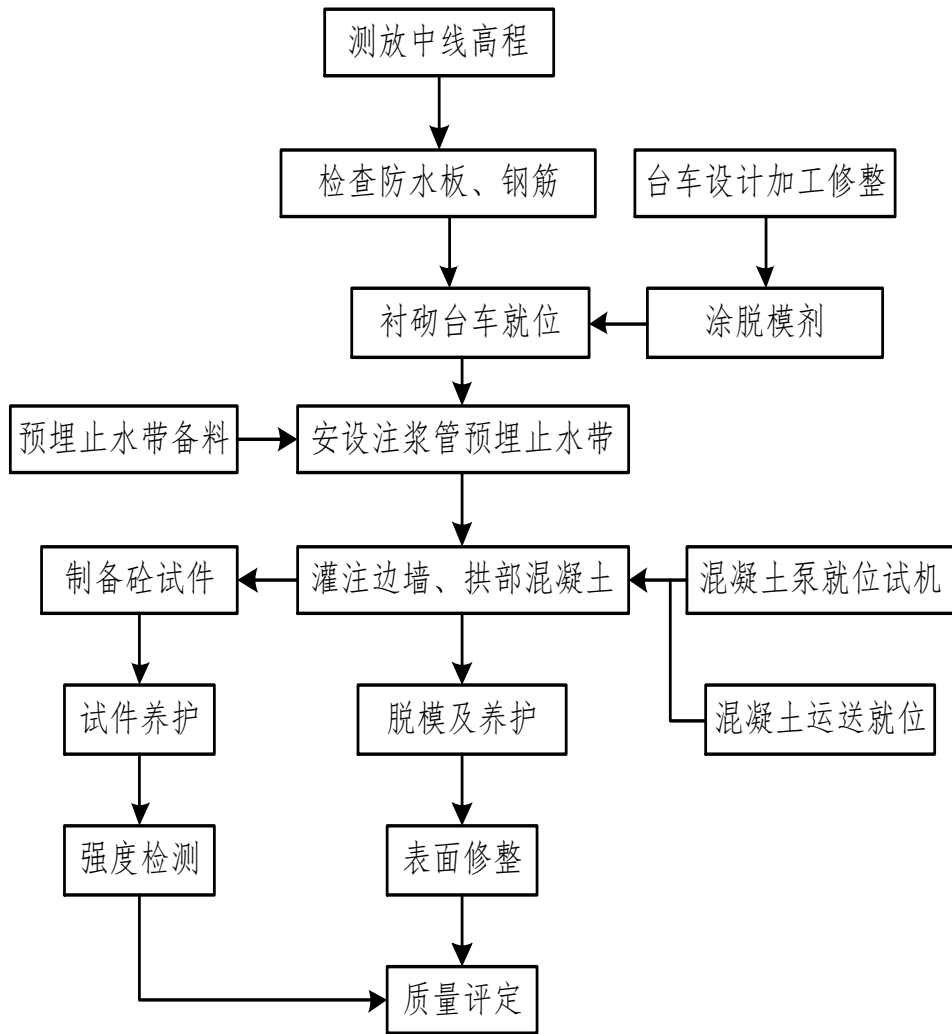 测放中线高程
检查防水板、钢筋
台车设计加工修整
衬砌台车就位
涂脱模剂
预埋止水带备料
安设注浆管预埋止水带
制备砼试件
灌注边墙、拱部混凝土
混凝土泵就位试机
试件养护
脱模及养护
混凝土运送就位
强度检测
表面修整
质量评定